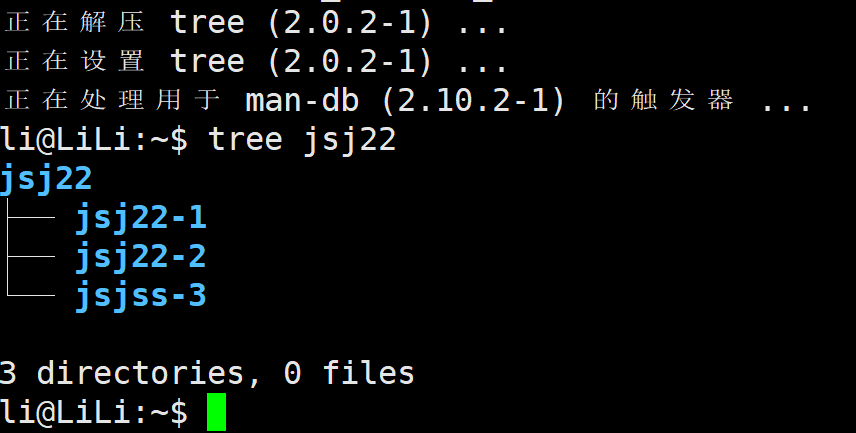 正在解压 tree (2.0.2-1) ...
正在设置 tree (2.0.2-1) ...
正在处理用于 man-db (2.10.2-1) 的触发器 ...
li@LiLi:~$ tree jsj22
jsj22
├── jsj22-1
├── jsj22-2
└── jsjss-3
3 directories, 0 files
li@LiLi:~$